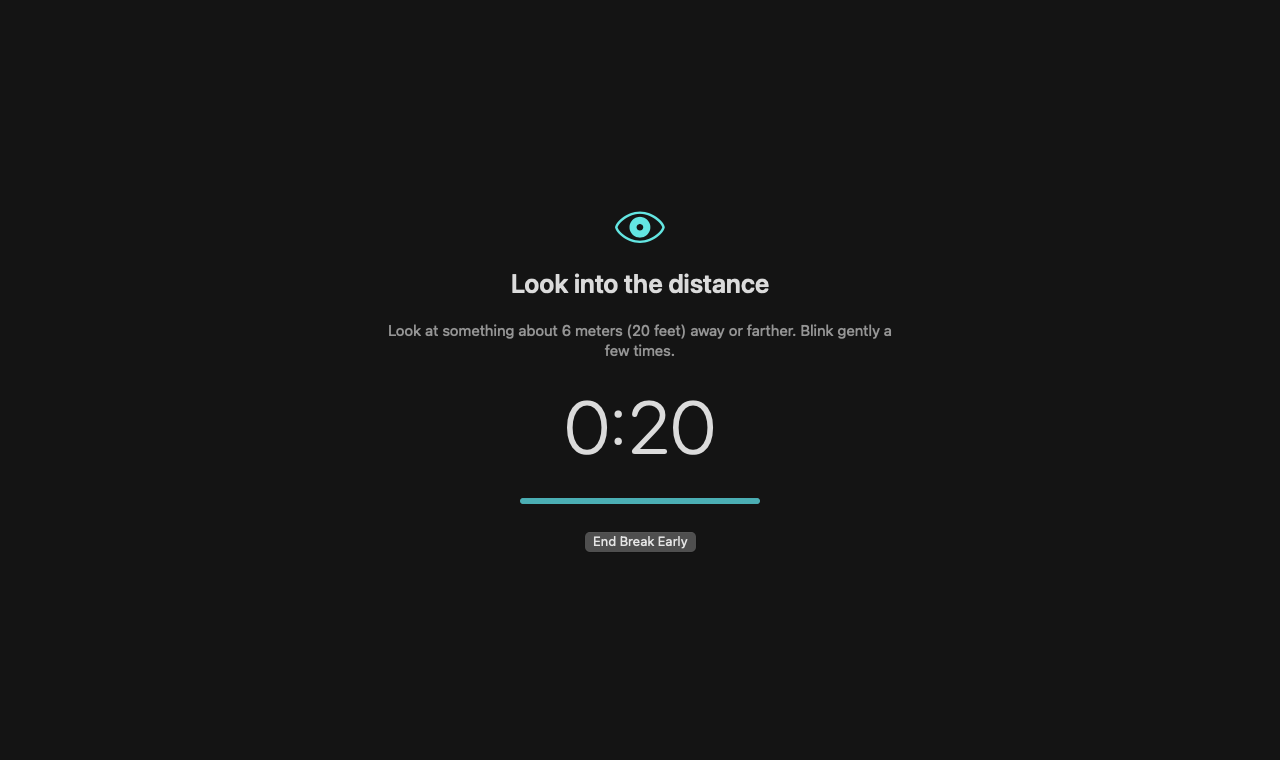 Look into the distance
Look at something about 6 meters (20 feet) away or farther. Blink gently a
few times.
0:20
End Break Early